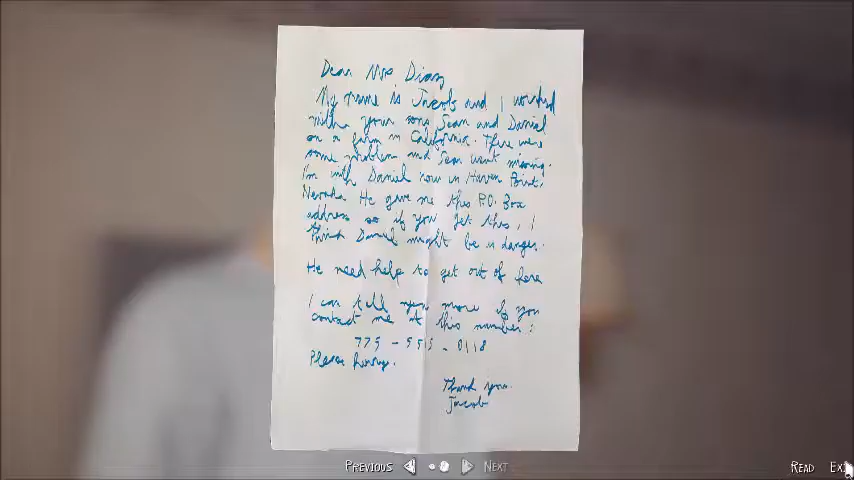 Dear Mrs Diaz
My name is Jacob and I worked
with your sons, Sean and Daniel
on a farm in California. There were
some problem and Sean went missing.
I'm with Daniel now in Haven Point,
Nevada. He gave me this P.O. Box
address so if you get this, I
think Daniel might be in danger.
He need help to get out of here
I can tell you more if you
contact me at this number:
775-555-0118
Please hurry.
Thank you.
Jacob
PREVIOUS NEXT READ